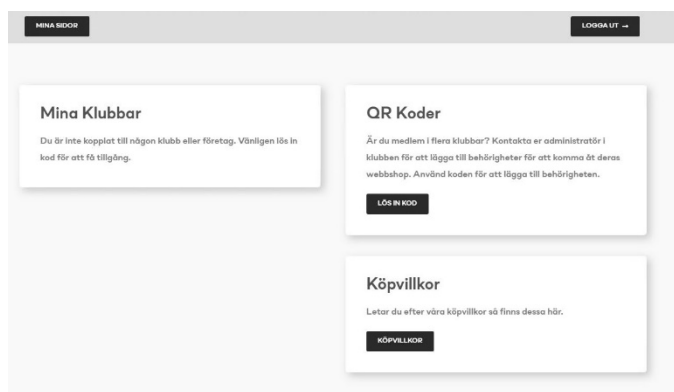 MINA SIDOR
LOGGA UT →
Mina Klubbar
Du är inte kopplat till någon klubb eller företag. Vänligen lös in
kod för att få tillgång.
QR Koder
Är du medlem i flera klubbar? Kontakta er administratör i
klubben för att lägga till behörigheter för att komma åt deras
webbshop. Använd koden för att lägga till behörigheten.
LÖS IN KOD
Köpvillkor
Letar du efter våra köpvillkor så finns dessa här.
KÖPVILLKOR